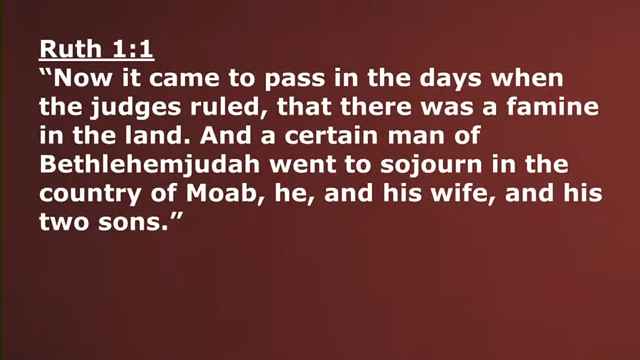 Ruth 1:1
“Now it came to pass in the days when
the judges ruled, that there was a famine
in the land. And a certain man of
Bethlehemjudah went to sojourn in the
country of Moab, he, and his wife, and his
two sons.”